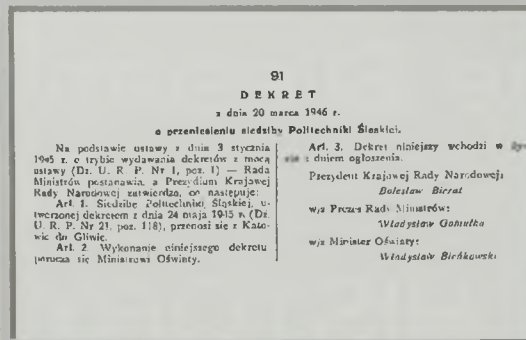 91
DEKRET
z dnia 20 marca 1946 r.
o przeniesieniu siedziby Politechniki Śląskiej.
Na podstawie ustawy z dnia 3 stycznia
1945 r. o trybie wydawania dekretów z mocą
ustawy (Dz. U. R. P. Nr 1, poz. 1) — Rada
Ministrów postanawia, a Prezydium Krajowej
Rady Narodowej zatwierdza, co następuje:
Art. 1. Siedzibę Politechniki Śląskiej, u-
tworzonej dekretem z dnia 24 maja 1945 r. (Dz.
U. R. P. Nr 21, poz. 118), przenosi się z Kato-
wic do Gliwic.
Art. 2. Wykonanie niniejszego dekretu
porucza się Ministrowi Oświaty.
Art. 3. Dekret niniejszy wchodzi w ży-
cie z dniem ogłoszenia.
Prezydent Krajowej Rady Narodowej:
Bolesław Bierut
w/z Prezes Rady Ministrów:
Władysław Gomułka
w/z Minister Oświaty:
Władysław Bieńkowski